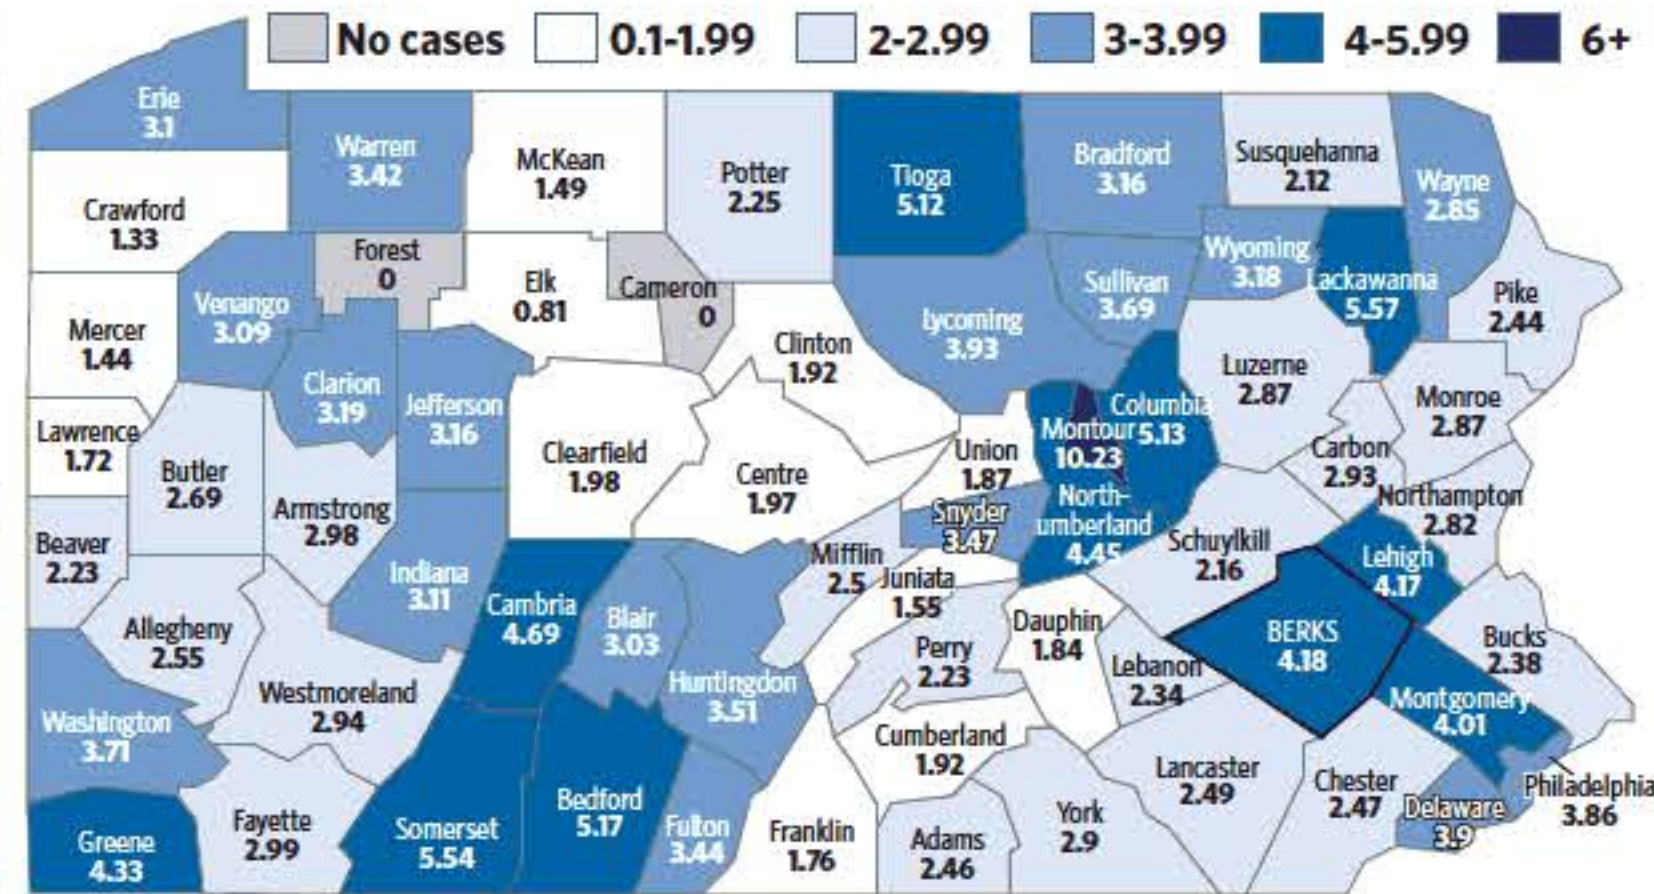 No cases
0.1-1.99
2-2.99
3-3.99
4-5.99
6+
Erie
3.1
Warren
3.42
McKean
1.49
Potter
2.25
Tioga
5.12
Bradford
3.16
Susquehanna
2.12
Wayne
2.85
Crawford
1.33
Forest
0
Elk
0.81
Cameron
0
Venango
3.09
Sullivan
3.69
Wyoming
3.18
Lackawanna
5.57
Pike
2.44
Mercer
1.44
Clinton
1.92
Lycoming
3.93
Luzerne
2.87
Monroe
2.87
Clarion
3.19
Jefferson
3.16
Columbia
5.13
Montour
10.23
Lawrence
1.72
Butler
2.69
Clearfield
1.98
Centre
1.97
Union
1.87
Carbon
2.93
Northampton
2.82
Armstrong
2.98
Snyder
3.47
North-
umberland
4.45
Schuylkill
2.16
Lehigh
4.17
Beaver
2.23
Indiana
3.11
Mifflin
2.5
Juniata
1.55
Cambria
4.69
Blair
3.03
Allegheny
2.55
Perry
2.23
Dauphin
1.84
Lebanon
2.34
BERKS
4.18
Bucks
2.38
Westmoreland
2.94
Huntingdon
3.51
Montgomery
4.01
Washington
3.71
Cumberland
1.92
Lancaster
2.49
Chester
2.47
Philadelphia
3.86
Delaware
3.9
Greene
4.33
Fayette
2.99
Somerset
5.54
Bedford
5.17
Fulton
3.44
Franklin
1.76
Adams
2.46
York
2.9